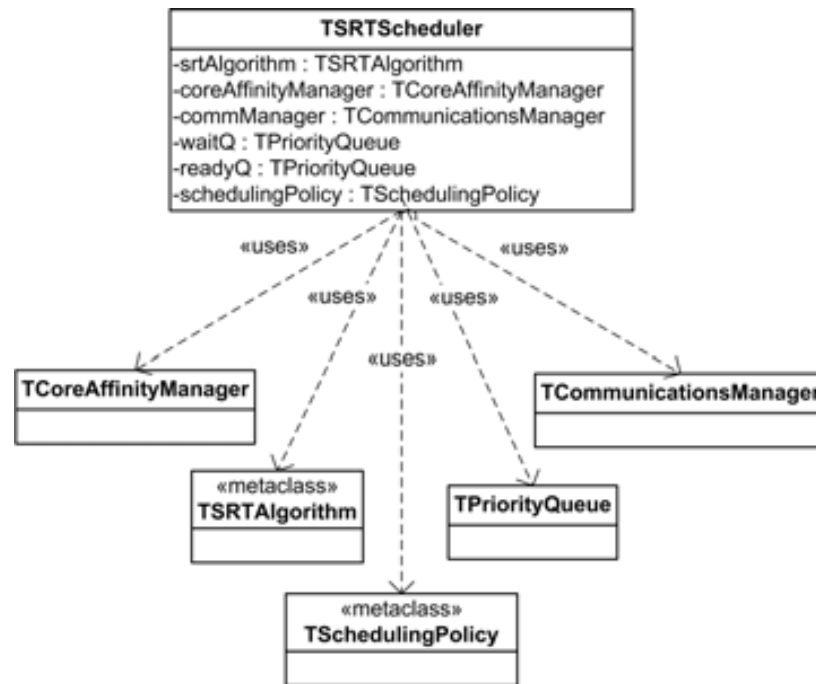 TSRTScheduler
-srtAlgorithm : TSRTAlgorithm
-coreAffinityManager : TCoreAffinityManager
-commManager : TCommunicationsManager
-waitQ : TPriorityQueue
-readyQ : TPriorityQueue
-schedulingPolicy : TSchedulingPolicy
«uses»
«uses»
«uses»
«uses»
«uses»
TCoreAffinityManager
TCommunicationsManager
«metaclass»
TSRTAlgorithm
TPriorityQueue
«metaclass»
TSchedulingPolicy